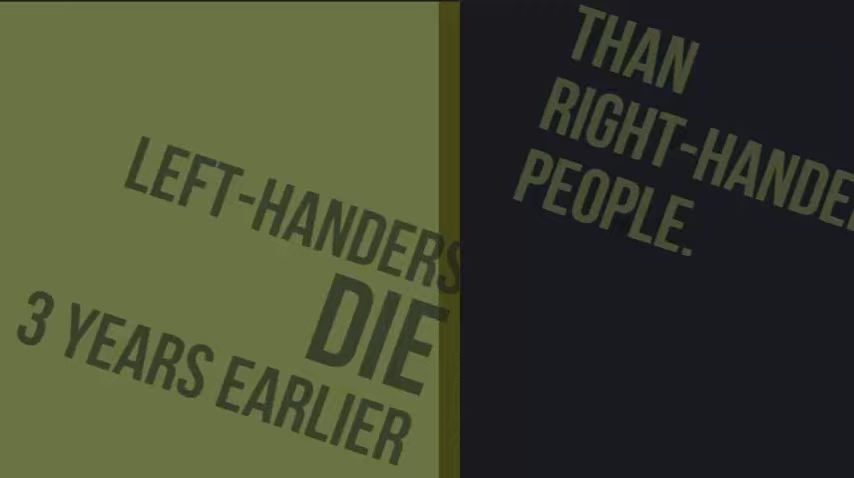 LEFT-HANDERS
DIE
3 YEARS EARLIER
THAN
RIGHT-HANDE
PEOPLE.